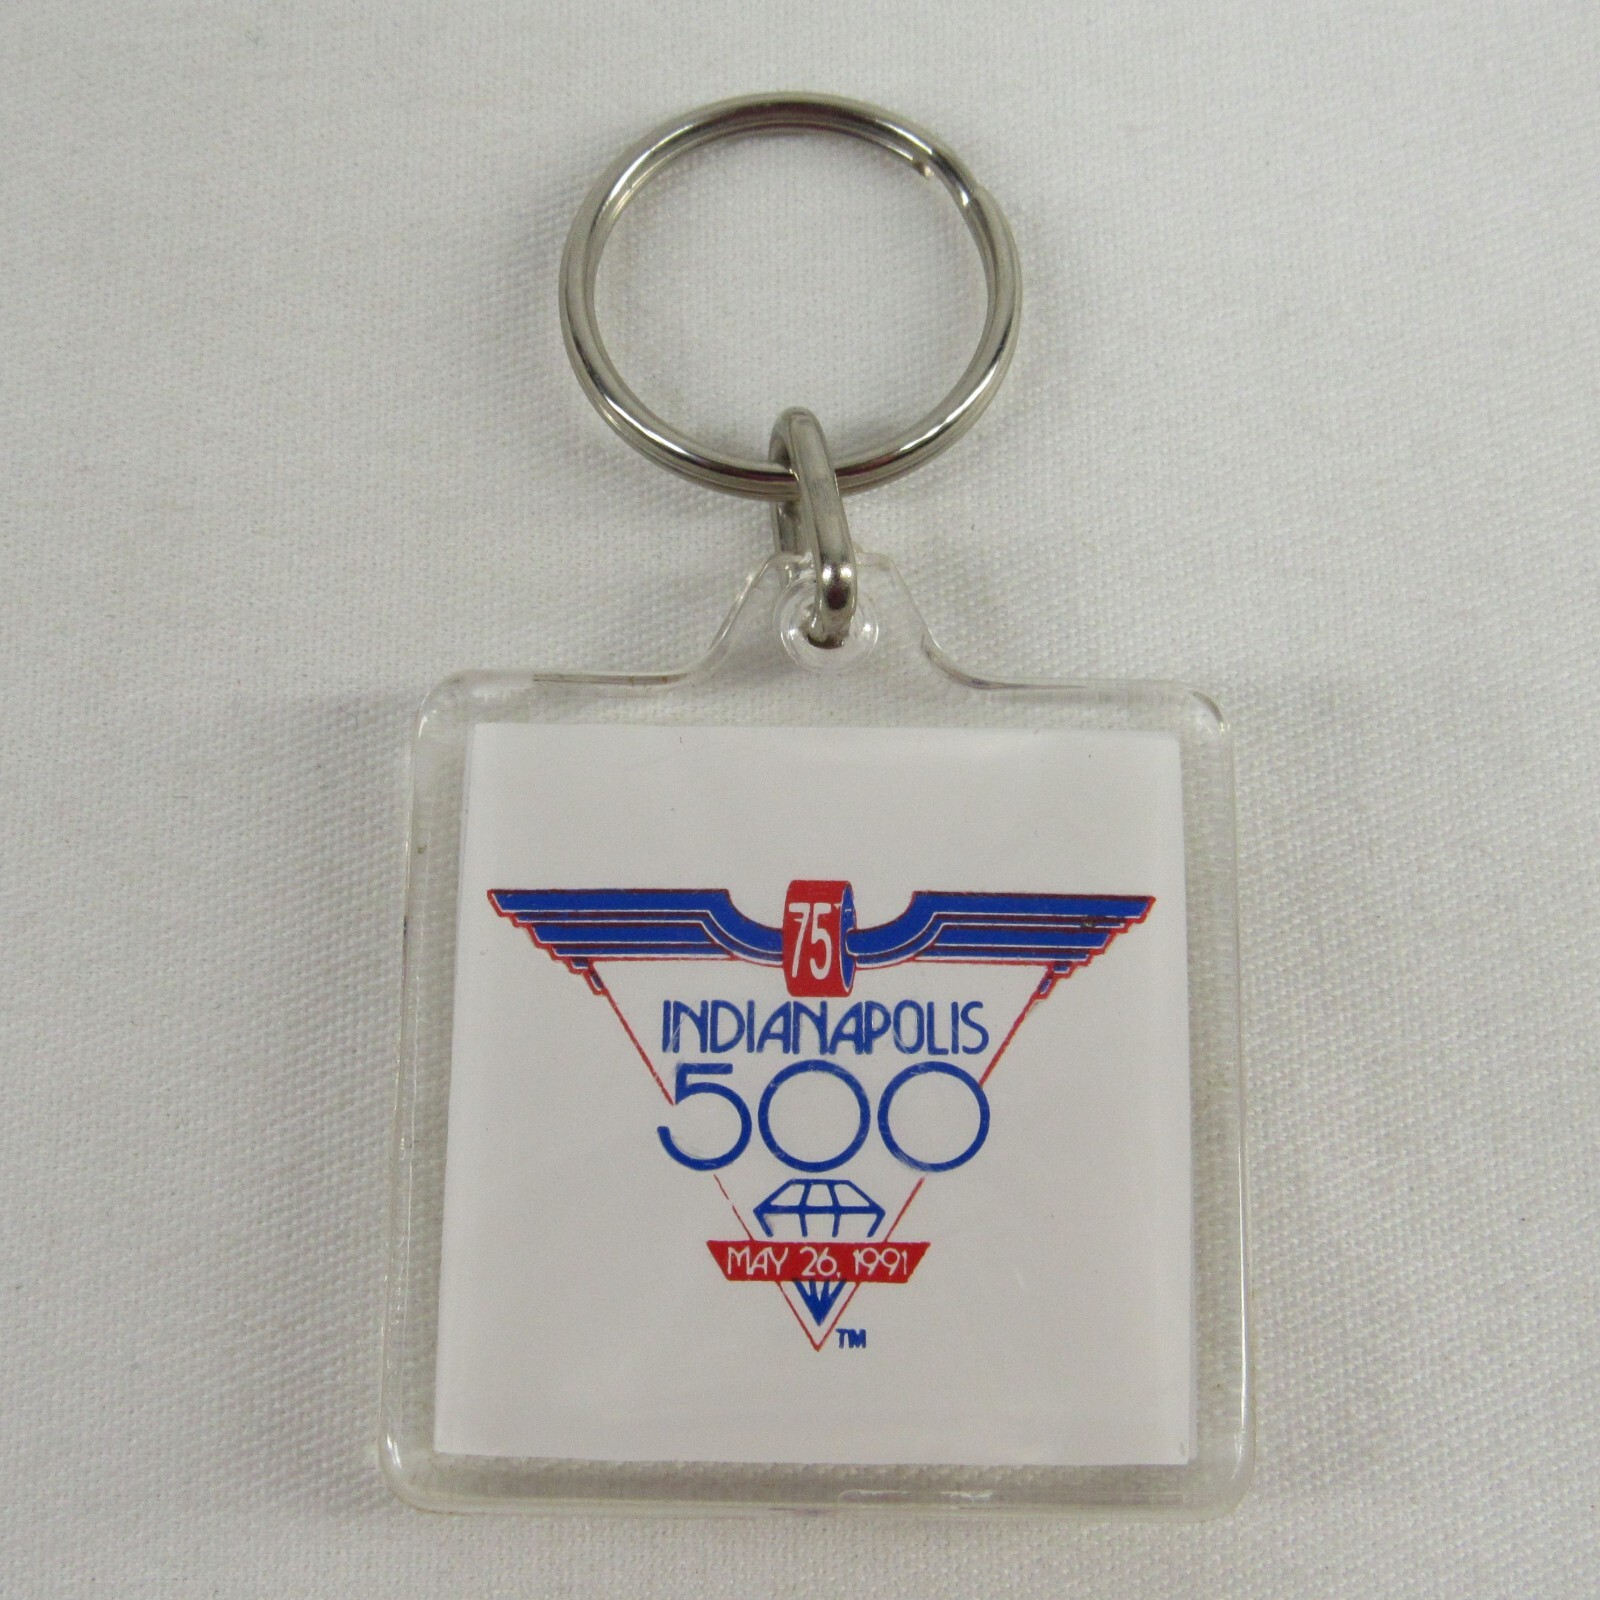 75
INDIANAPOLIS
500
MAY 26, 1991
TM